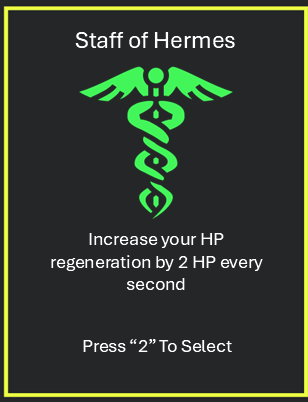 Staff of Hermes
Increase your HP
regeneration by 2 HP every
second
Press “2” To Select